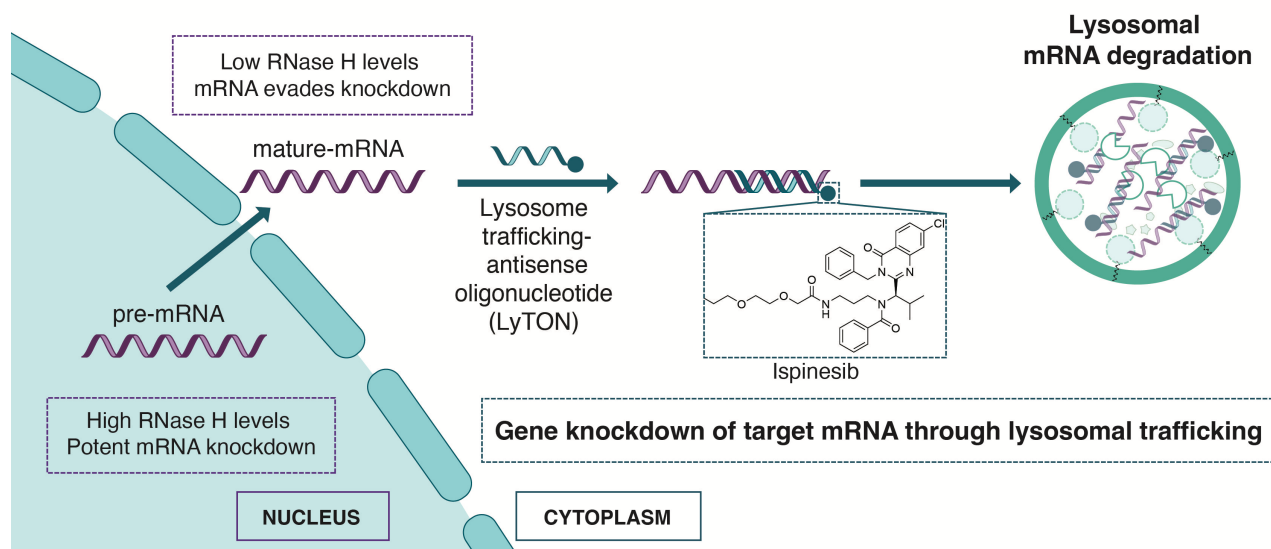 Low RNase H levels
mRNA evades knockdown
mature-mRNA
pre-mRNA
High RNase H levels
Potent mRNA knockdown
NUCLEUS
CYTOPLASM
Lysosome
trafficking-
antisense
oligonucleotide
(LyTON)
Cl
O
N
N
O
O
O
N
H
N
O
Ispinesib
Lysosomal
mRNA degradation
Gene knockdown of target mRNA through lysosomal trafficking